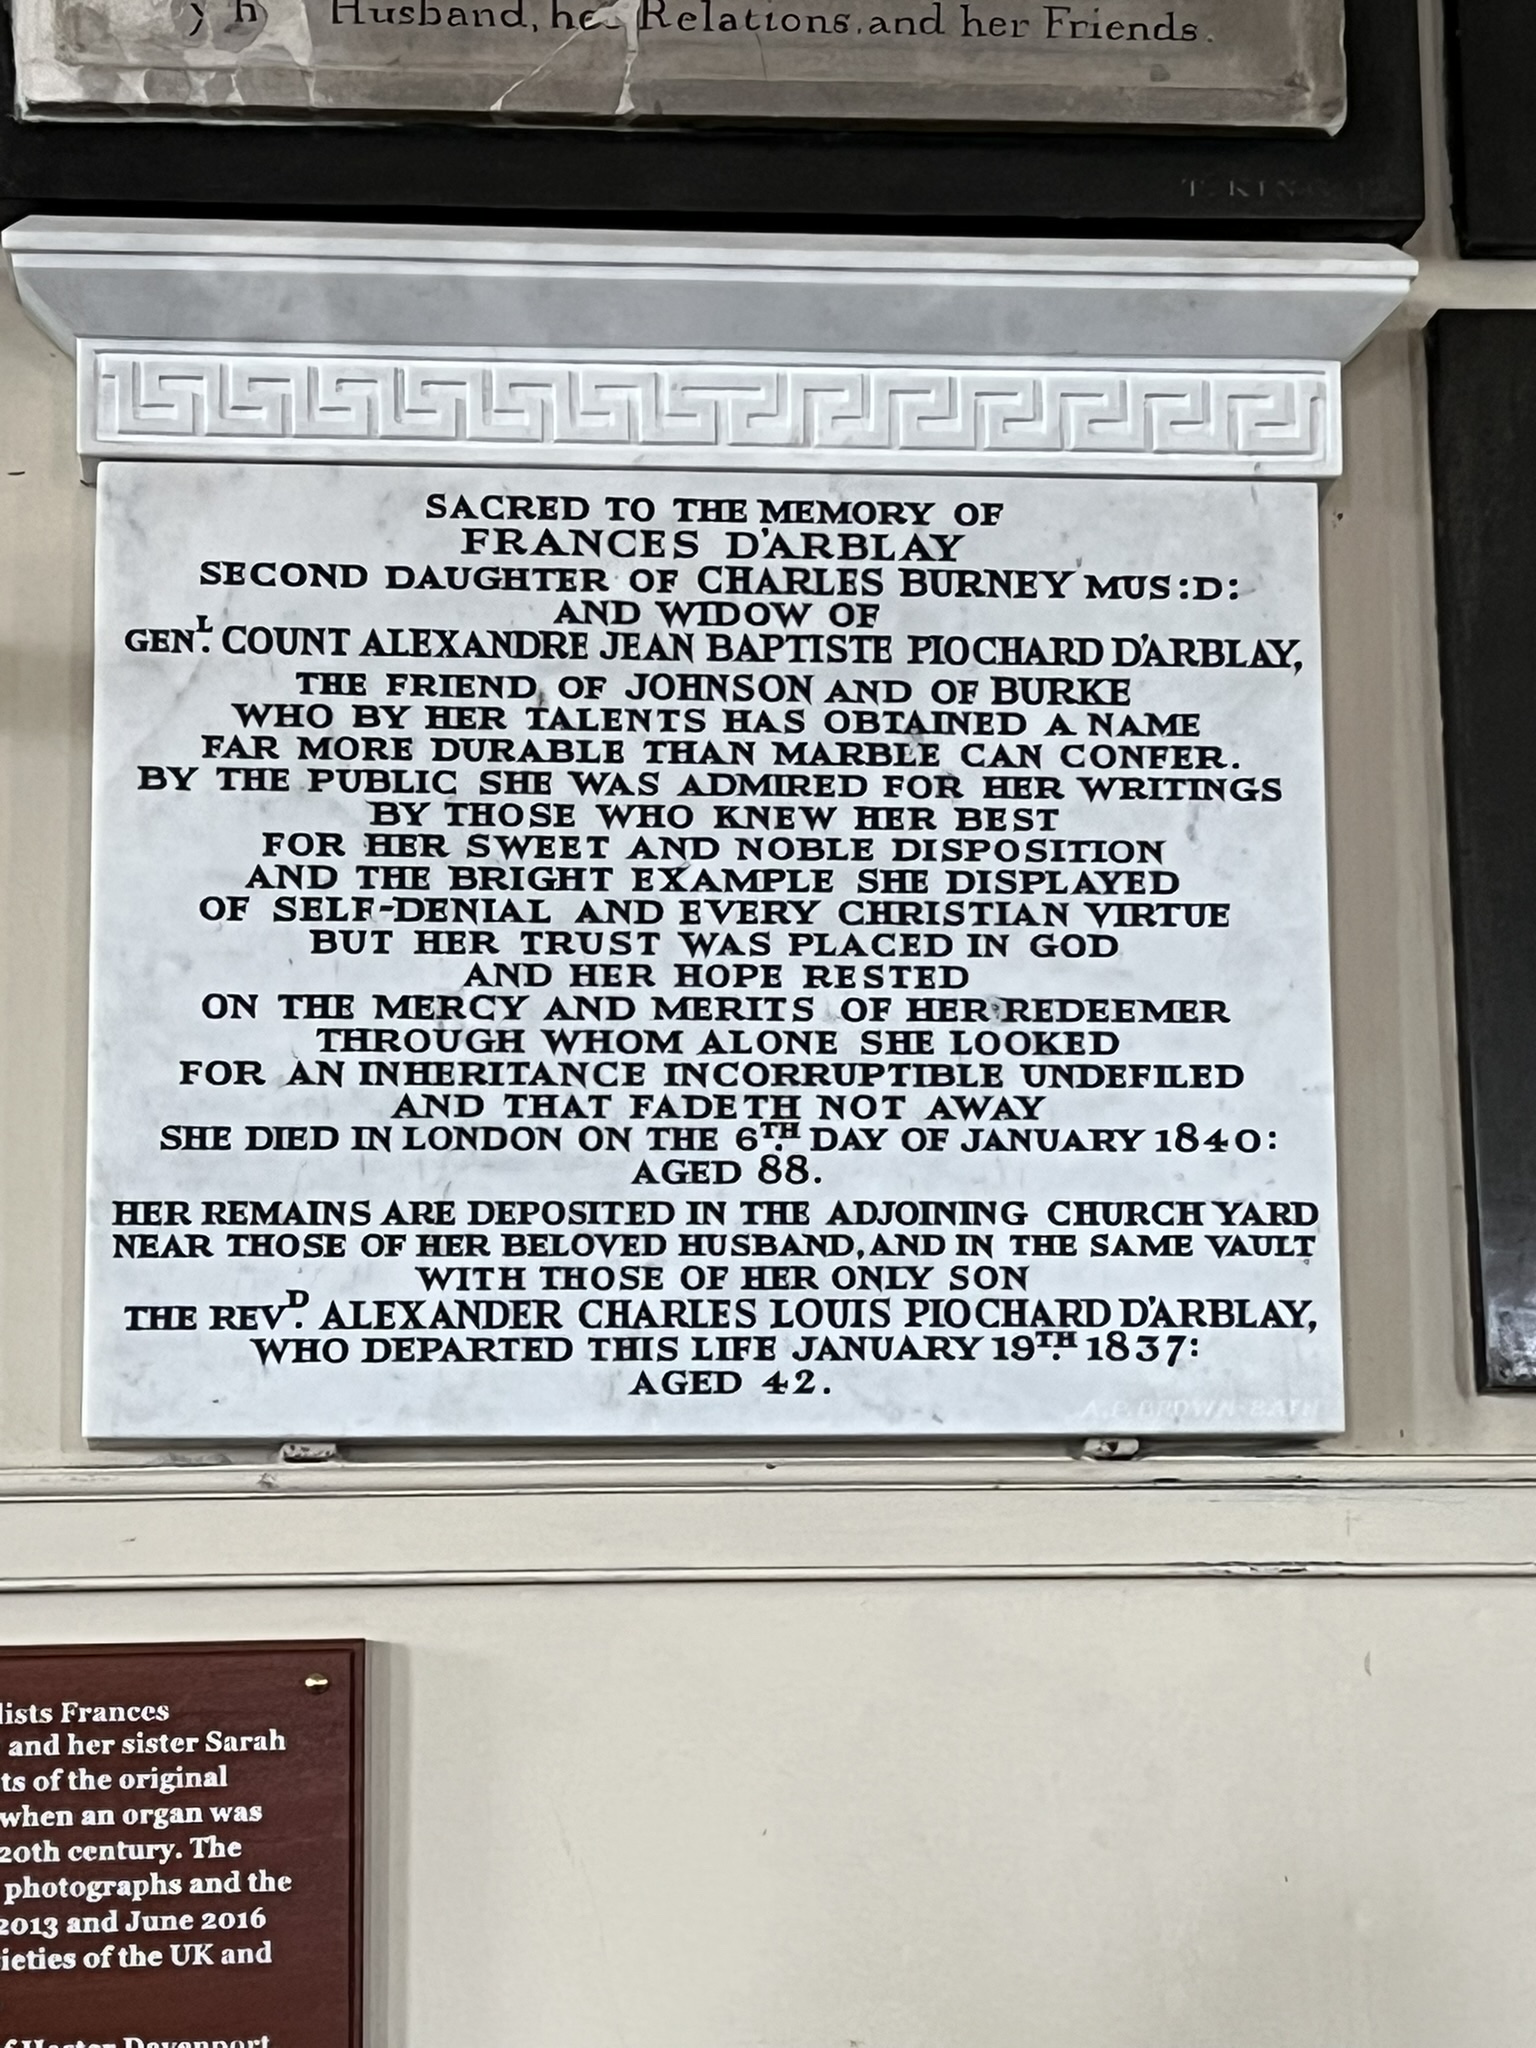 Husband, her Relations, and her Friends.
T. KING
SACRED TO THE MEMORY OF
FRANCES D'ARBLAY
SECOND DAUGHTER OF CHARLES BURNEY MUS:D:
AND WIDOW OF
GENL. COUNT ALEXANDRE JEAN BAPTISTE PIOCHARD D'ARBLAY,
THE FRIEND OF JOHNSON AND OF BURKE
WHO BY HER TALENTS HAS OBTAINED A NAME
FAR MORE DURABLE THAN MARBLE CAN CONFER.
BY THE PUBLIC SHE WAS ADMIRED FOR HER WRITINGS
BY THOSE WHO KNEW HER BEST
FOR HER SWEET AND NOBLE DISPOSITION
AND THE BRIGHT EXAMPLE SHE DISPLAYED
OF SELF-DENIAL AND EVERY CHRISTIAN VIRTUE
BUT HER TRUST WAS PLACED IN GOD
AND HER HOPE RESTED
ON THE MERCY AND MERITS OF HER REDEEMER
THROUGH WHOM ALONE SHE LOOKED
FOR AN INHERITANCE INCORRUPTIBLE UNDEFILED
AND THAT FADETH NOT AWAY
SHE DIED IN LONDON ON THE 6TH. DAY OF JANUARY 1840:
AGED 88.
HER REMAINS ARE DEPOSITED IN THE ADJOINING CHURCH YARD
NEAR THOSE OF HER BELOVED HUSBAND, AND IN THE SAME VAULT
WITH THOSE OF HER ONLY SON
THE REVD. ALEXANDER CHARLES LOUIS PIOCHARD D'ARBLAY,
WHO DEPARTED THIS LIFE JANUARY 19TH. 1837:
AGED 42.
A.P. BROWN-BATH
lists Frances
and her sister Sarah
ts of the original
when an organ was
20th century. The
photographs and the
2013 and June 2016
ieties of the UK and
f Hester Davenport